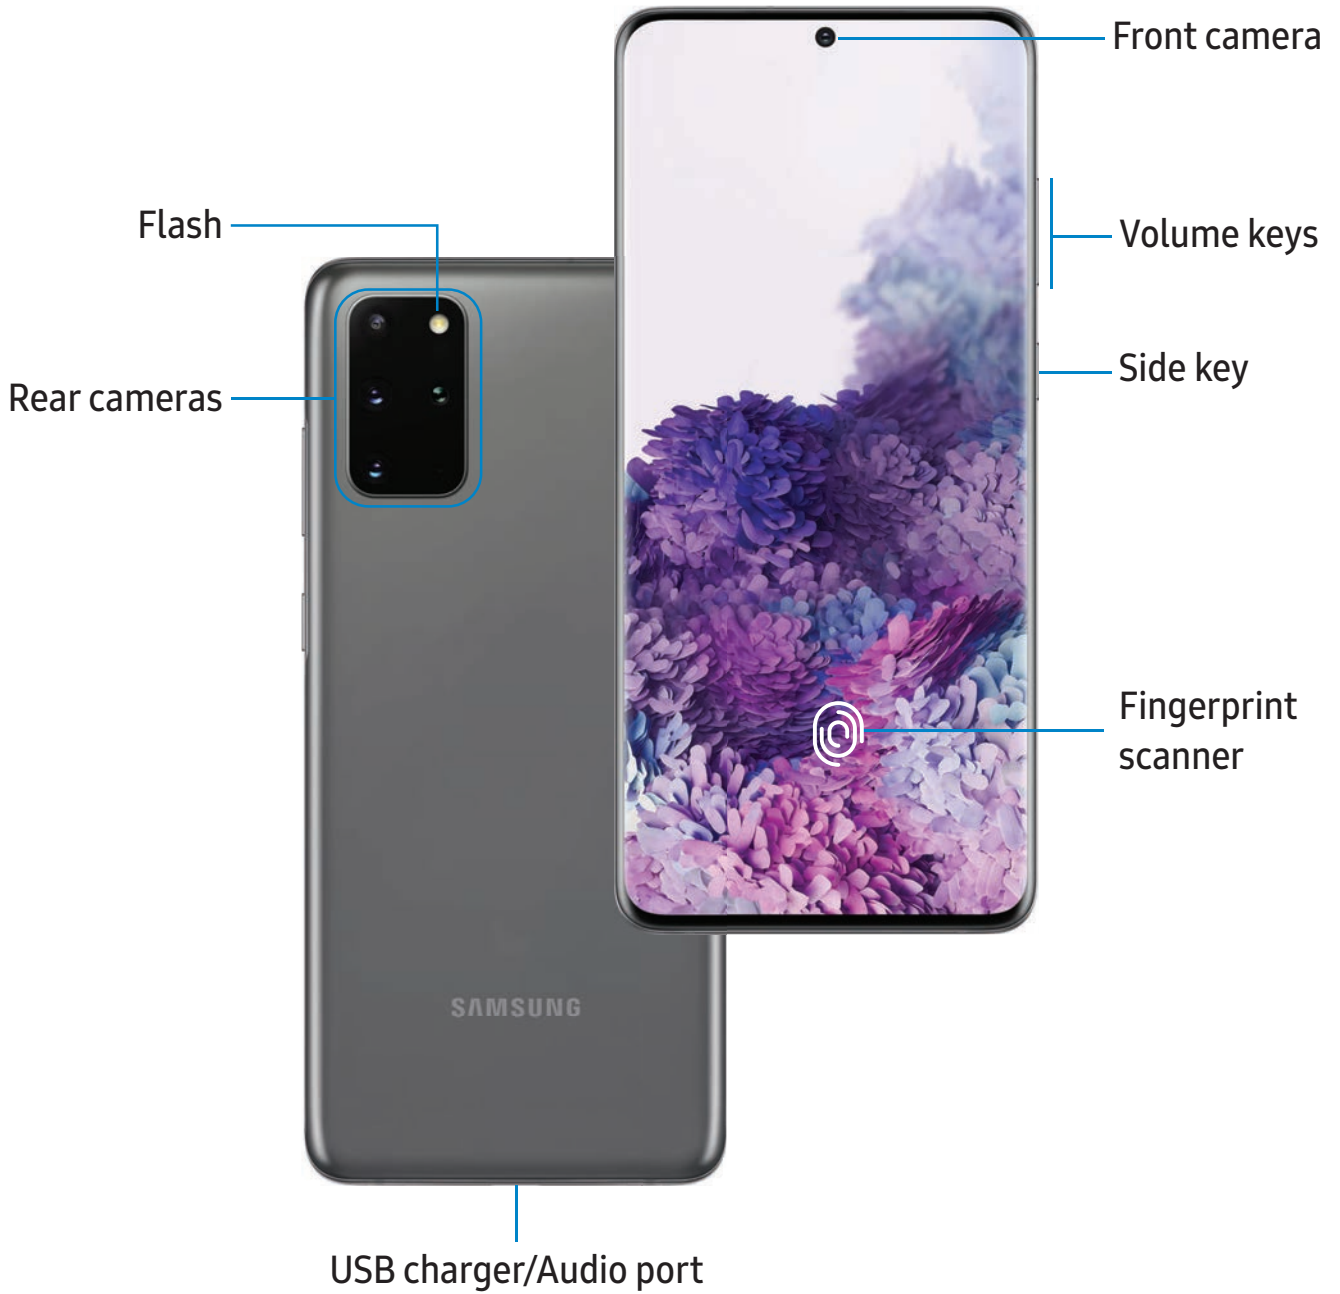 Front camera
Flash
Volume keys
Side key
Rear cameras
Fingerprint
scanner
SAMSUNG
USB charger/Audio port